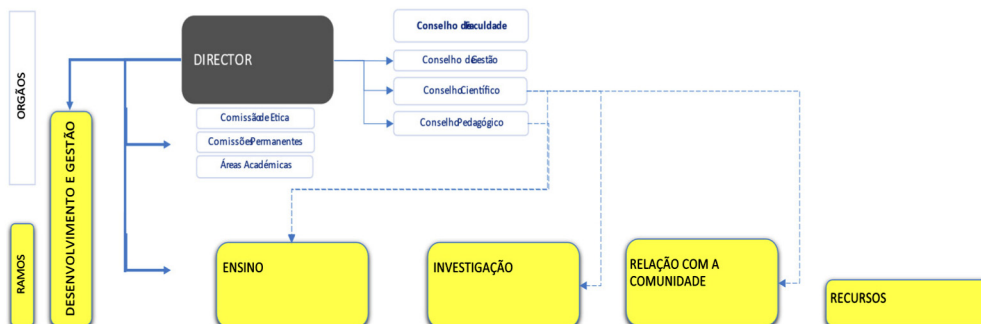 ORGÃOS
RAMOS
DESENVOLVIMENTO E GESTÃO
DIRECTOR
Conselho de Faculdade
Conselho de Gestão
Conselho Científico
Conselho Pedagógico
Comissão de Etica
Comissões Permanentes
Áreas Académicas
ENSINO
INVESTIGAÇÃO
RELAÇÃO COM A
COMUNIDADE
RECURSOS